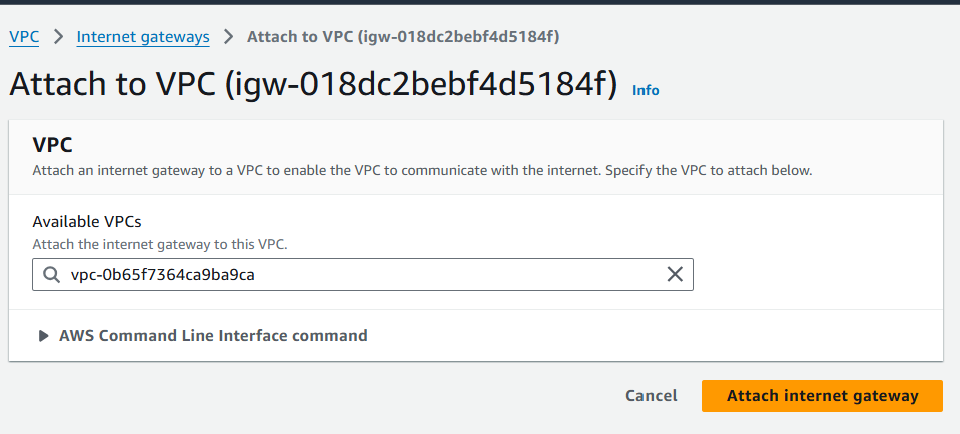 VPC > Internet gateways > Attach to VPC (igw-018dc2bebf4d5184f)
Attach to VPC (igw-018dc2bebf4d5184f) Info
VPC
Attach an internet gateway to a VPC to enable the VPC to communicate with the internet. Specify the VPC to attach below.
Available VPCs
Attach the internet gateway to this VPC.
vpc-0b65f7364ca9ba9ca
AWS Command Line Interface command
Cancel Attach internet gateway